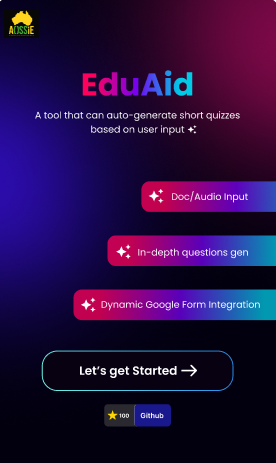 AOSSIE
EduAid
A tool that can auto-generate short quizzes
based on user input
Doc/Audio Input
In-depth questions gen
Dynamic Google Form Integration
Let's get Started
100 Github